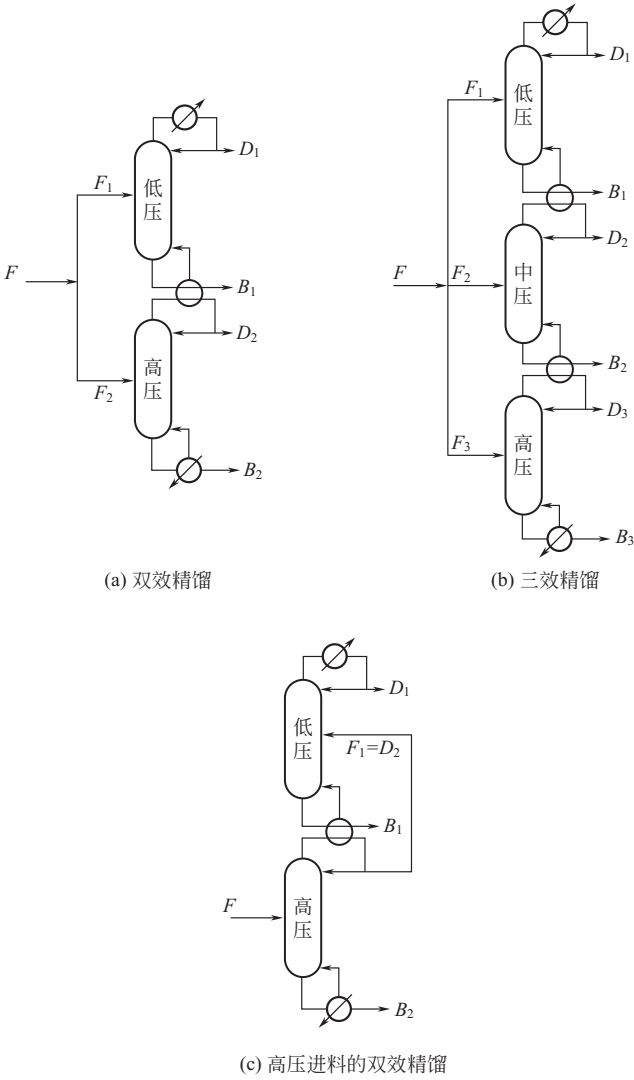 D₁
F₁
低压
F
B₁
D₂
高压
F₂
B₂
(a) 双效精馏
D₁
F₁
低压
B₁
D₂
F
F₂
中压
B₂
D₃
F₃
高压
B₃
(b) 三效精馏
D₁
低压
F₁=D₂
B₁
F
高压
B₂
(c) 高压进料的双效精馏